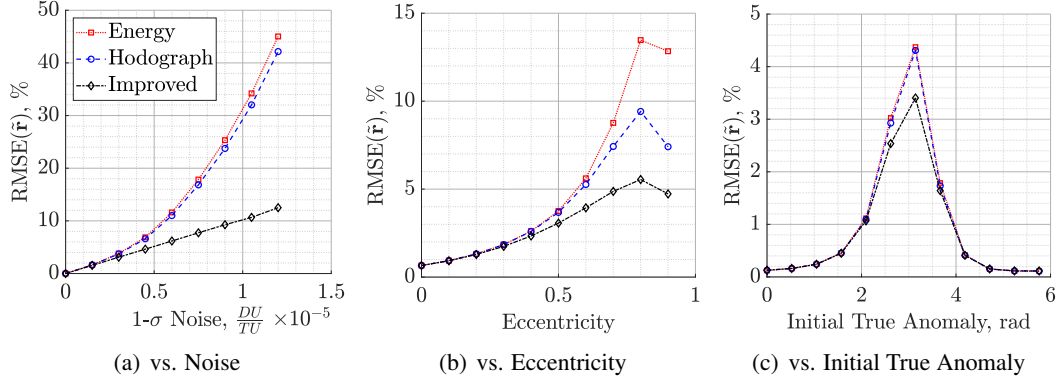 50
40
30
20
10
0
RMSE(r̃), %
Energy
Hodograph
Improved
0 0.5 1 1.5
1-σ Noise, DU/TU ×10⁻⁵
(a) vs. Noise
15
10
5
0
RMSE(r̃), %
0 0.5 1
Eccentricity
(b) vs. Eccentricity
5
4
3
2
1
0
RMSE(r̃), %
0 2 4 6
Initial True Anomaly, rad
(c) vs. Initial True Anomaly